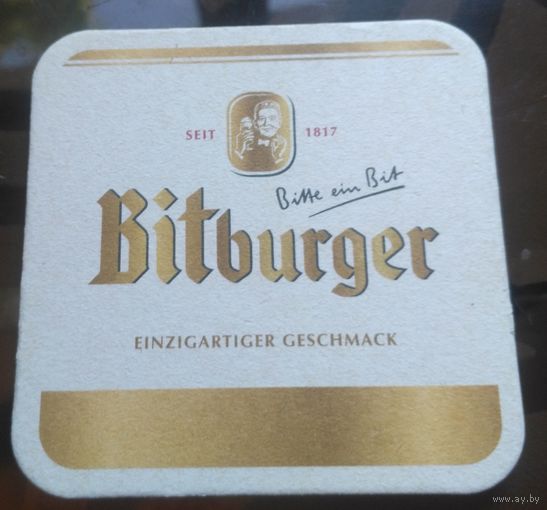 SEIT 1817
Bitte ein Bit
Bitburger
EINZIGARTIGER GESCHMACK
www.ay.by